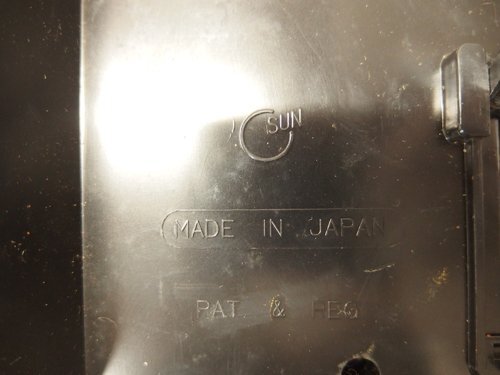 SUN
MADE IN JAPAN
PAT. & REG